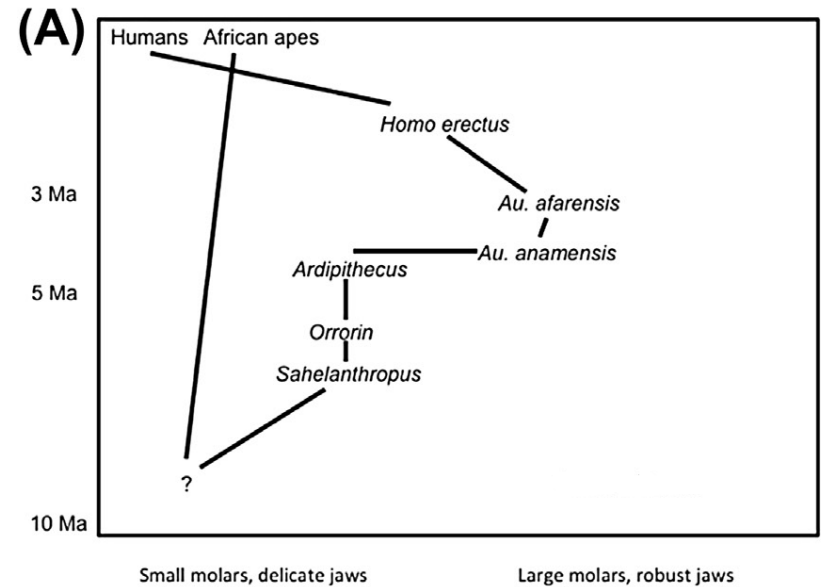 (A)
Humans African apes
Homo erectus
3 Ma
Au. afarensis
Au. anamensis
Ardipithecus
5 Ma
Orrorin
Sahelanthropus
?
10 Ma
Small molars, delicate jaws Large molars, robust jaws